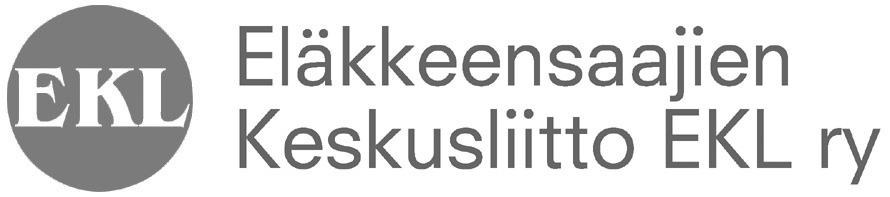 EKL
Eläkkeensaajien
Keskusliitto EKL ry